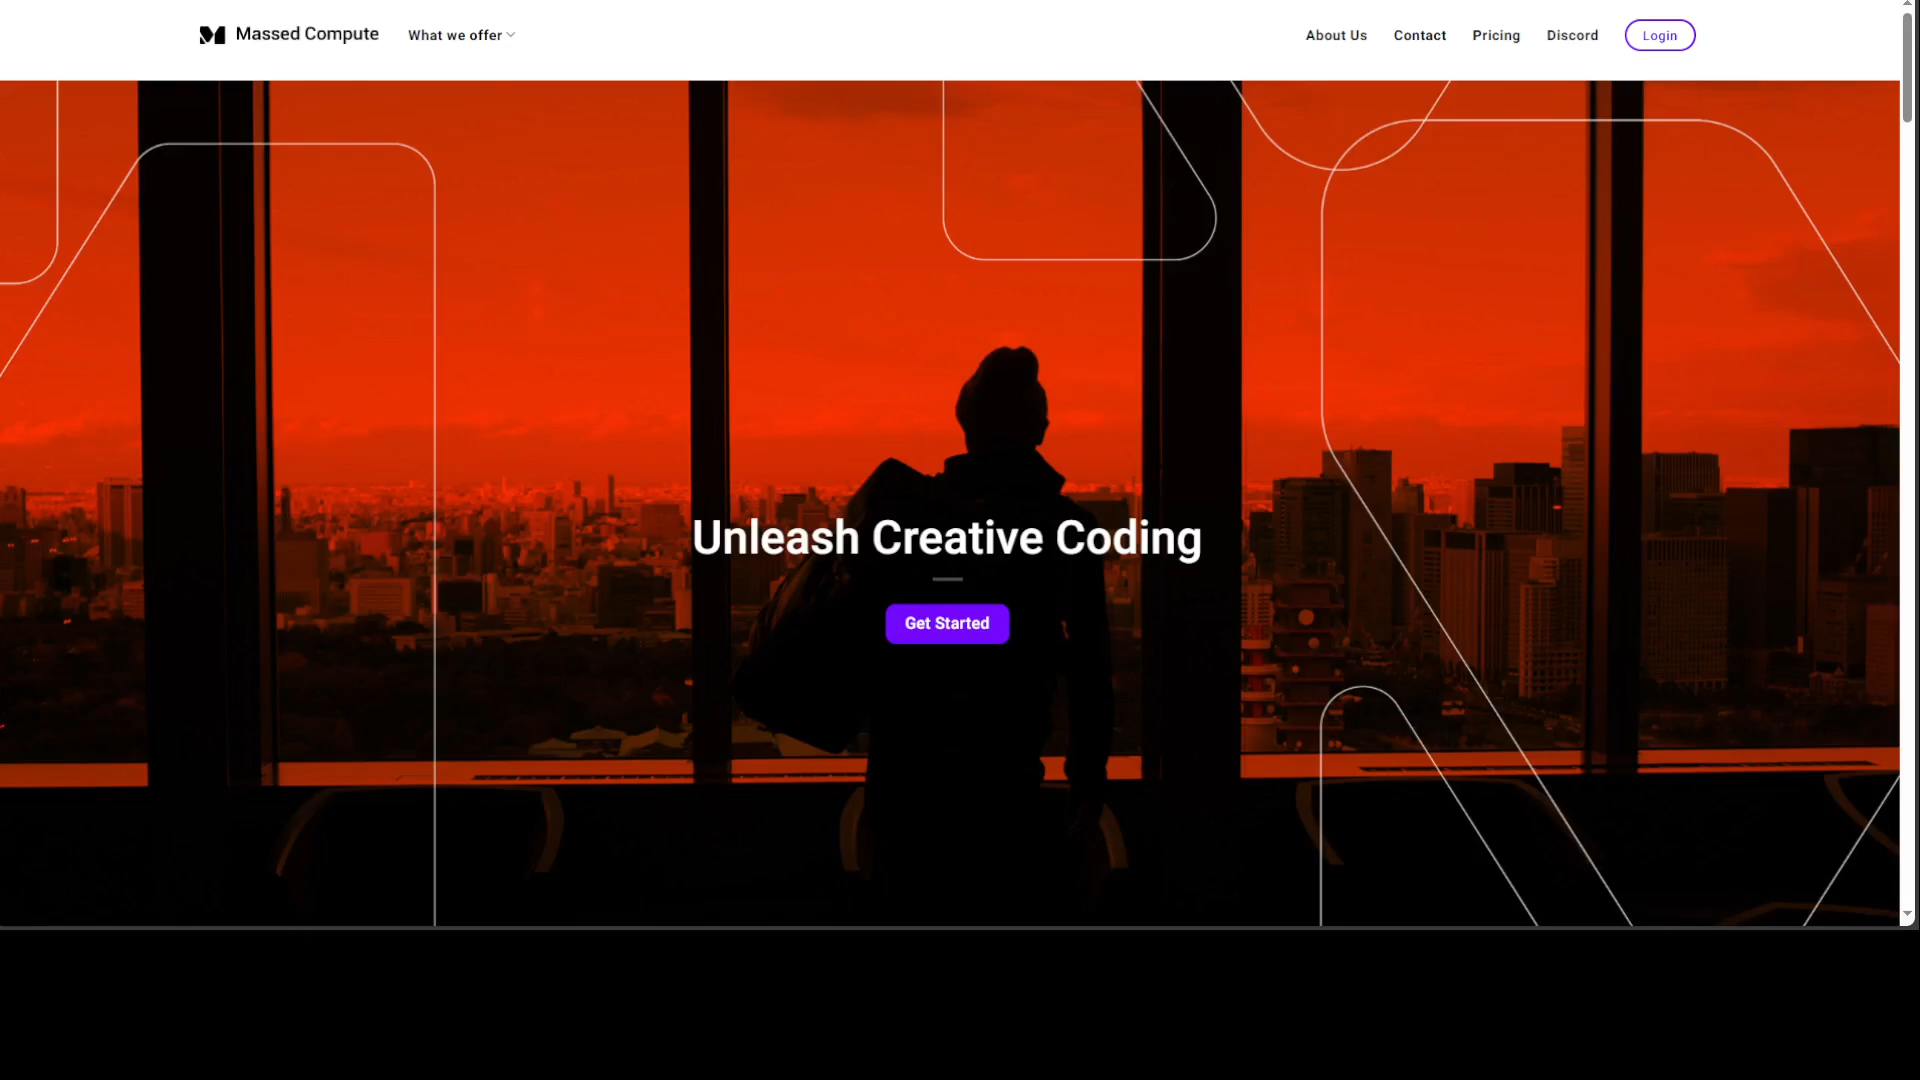 Massed Compute
What we offer
About Us
Contact
Pricing
Discord
Login
Unleash Creative Coding
Get Started